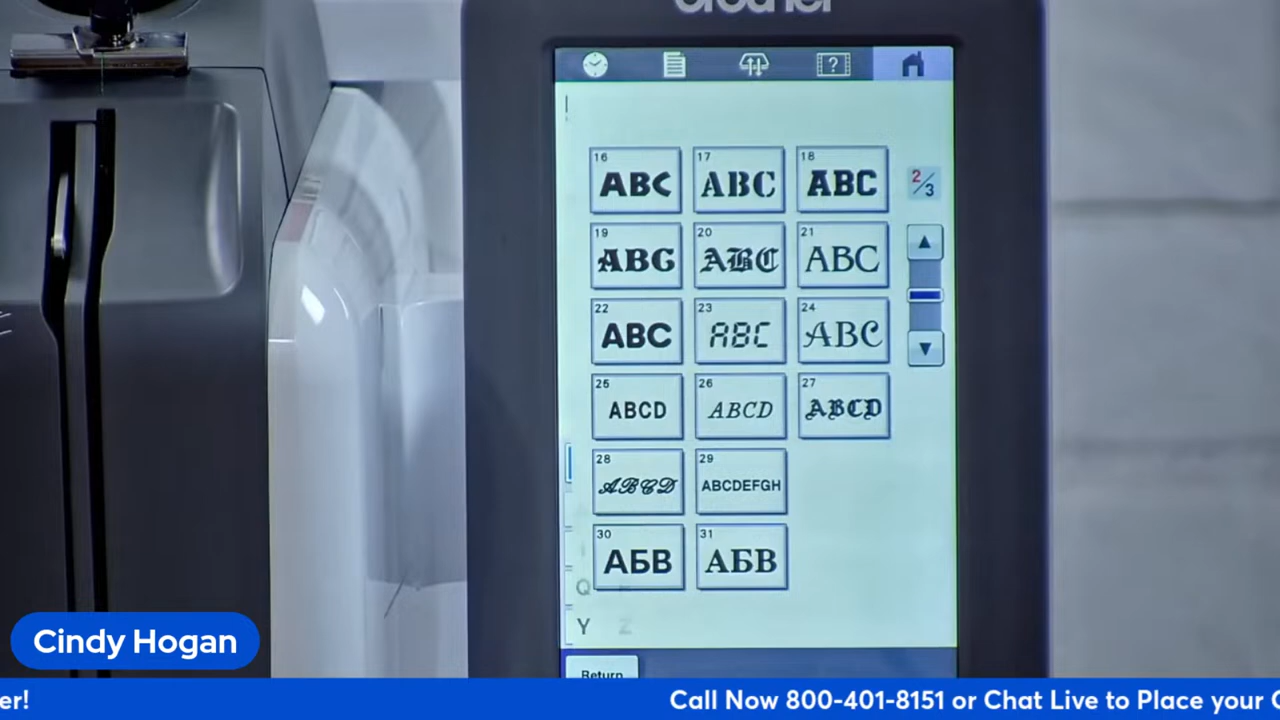 brother
?
16 ABC 17 ABC 18 ABC
2/3
19 ABC 20 ABC 21 ABC
22 ABC 23 ABC 24 ABC
25 ABCD 26 ABCD 27 ABCD
28 ABCD 29 ABCDEFGH
30 АБВ 31 АБВ
Q
Y Z
Return
Cindy Hogan
er!
Call Now 800-401-8151 or Chat Live to Place your